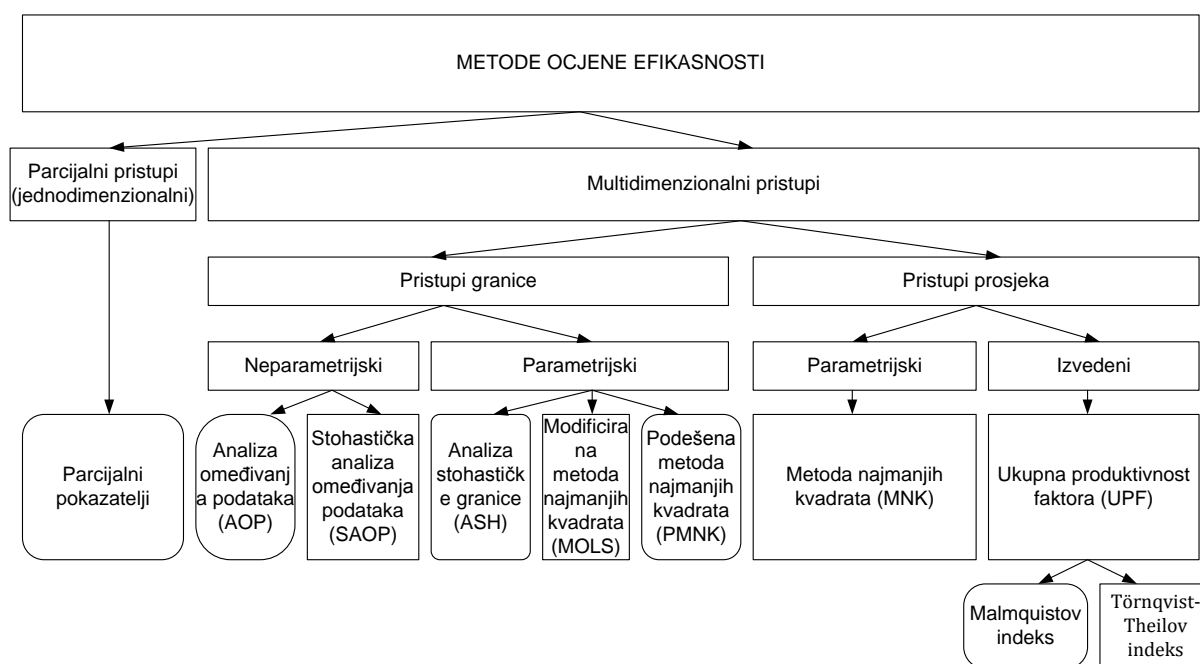 METODE OCJENE EFIKASNOSTI
Parcijalni pristupi
(jednodimenzionalni)
Multidimenzionalni pristupi
Pristupi granice
Pristupi prosjeka
Neparametrijski
Parametrijski
Parametrijski
Izvedeni
Parcijalni
pokazatelji
Analiza
omeđivanj
a podataka
(AOP)
Stohastička
analiza
omeđivanja
podataka
(SAOP)
Analiza
stohastičk
e granice
(ASH)
Modificira
na
metoda
najmanjih
kvadrata
(MOLS)
Podešena
metoda
najmanjih
kvadrata
(PMNK)
Metoda najmanjih
kvadrata (MNK)
Ukupna produktivnost
faktora (UPF)
Malmquistov
indeks
Törnqvist-
Theilov
indeks